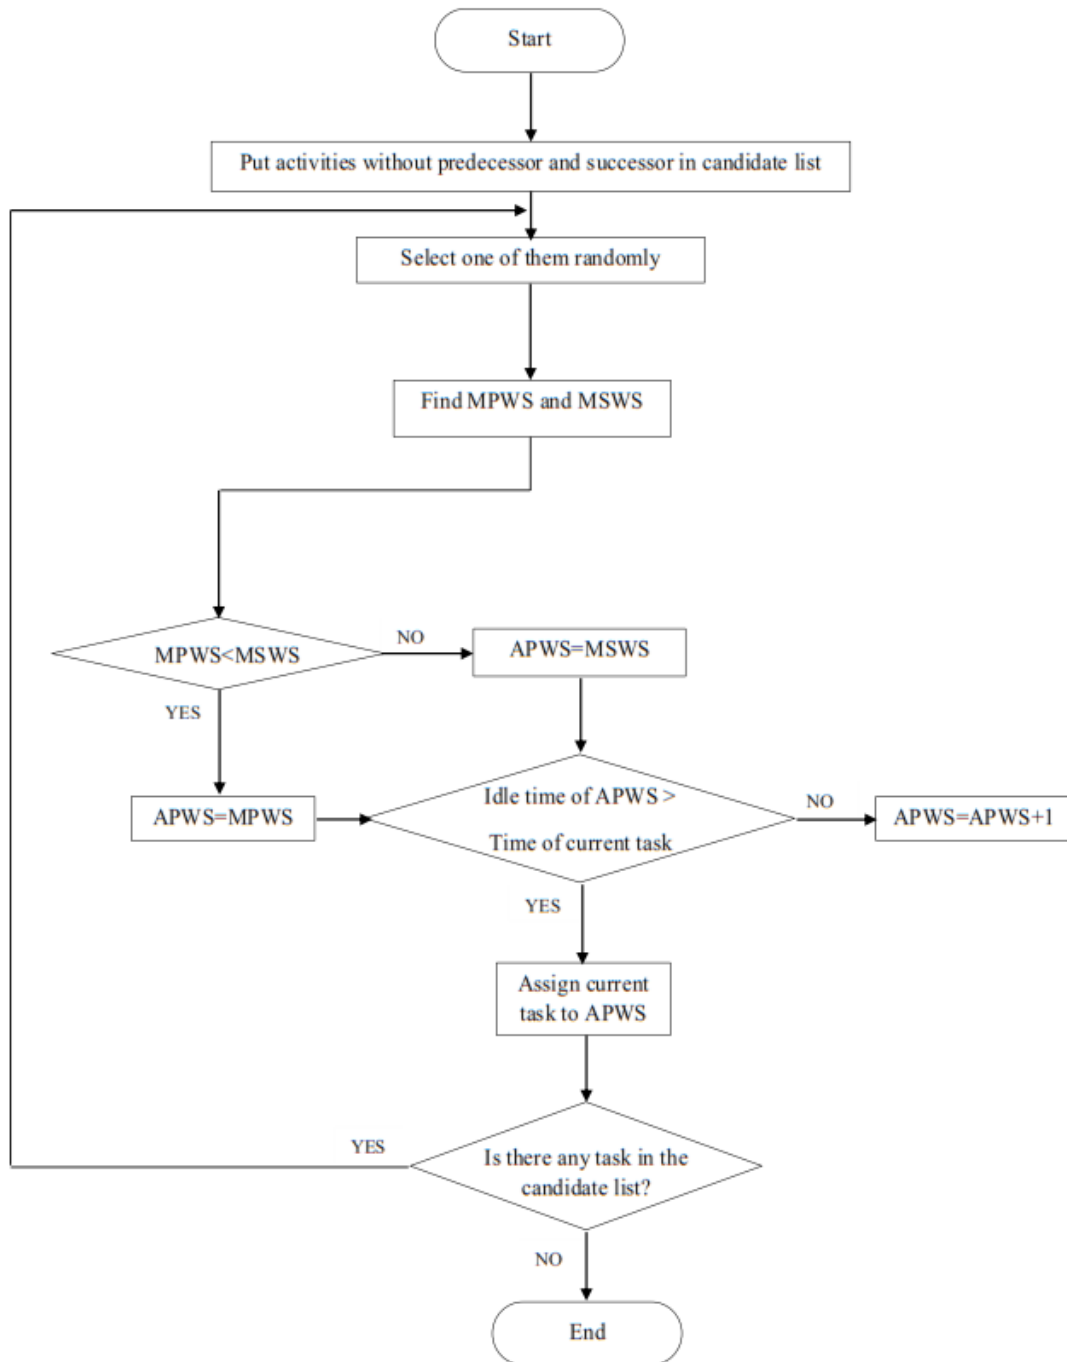 Start
Put activities without predecessor and successor in candidate list
Select one of them randomly
Find MPWS and MSWS
MPWS<MSWS
NO
APWS=MSWS
YES
APWS=MPWS
Idle time of APWS >
Time of current task
NO
APWS=APWS+1
YES
Assign current
task to APWS
YES
Is there any task in the
candidate list?
NO
End